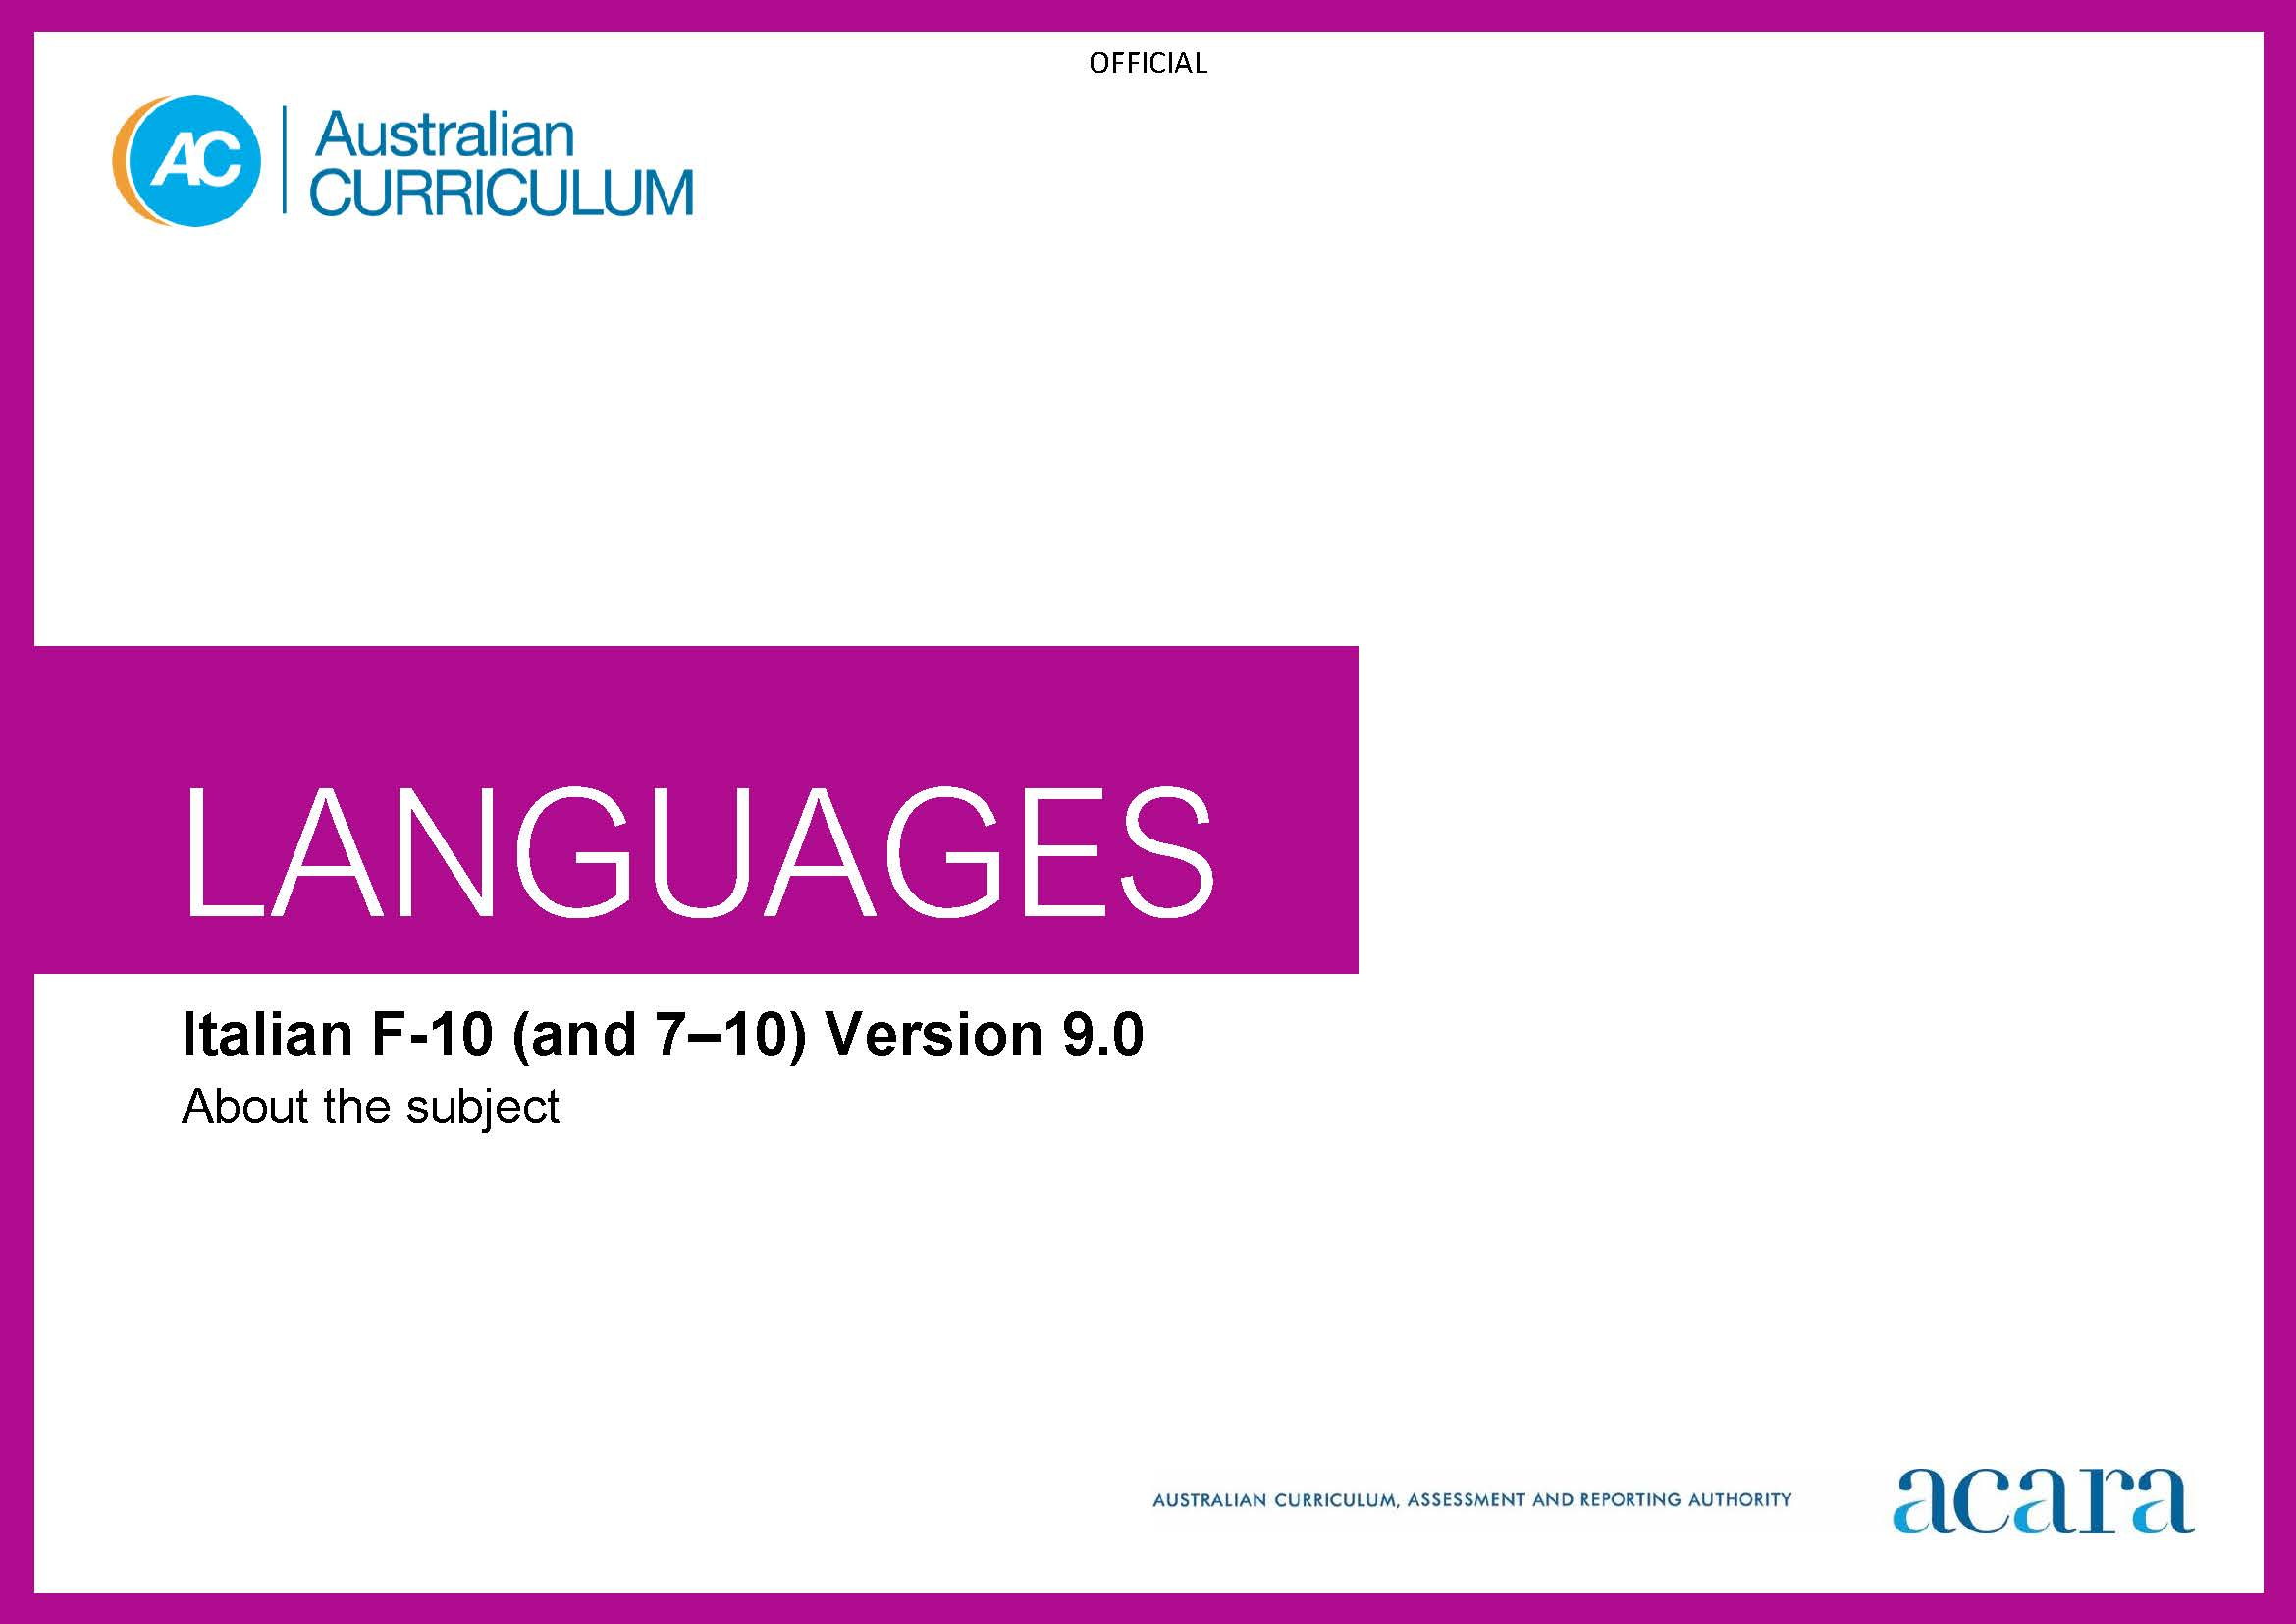 OFFICIAL
AC
Australian
CURRICULUM
LANGUAGES
Italian F-10 (and 7–10) Version 9.0
About the subject
AUSTRALIAN CURRICULUM, ASSESSMENT AND REPORTING AUTHORITY
acara